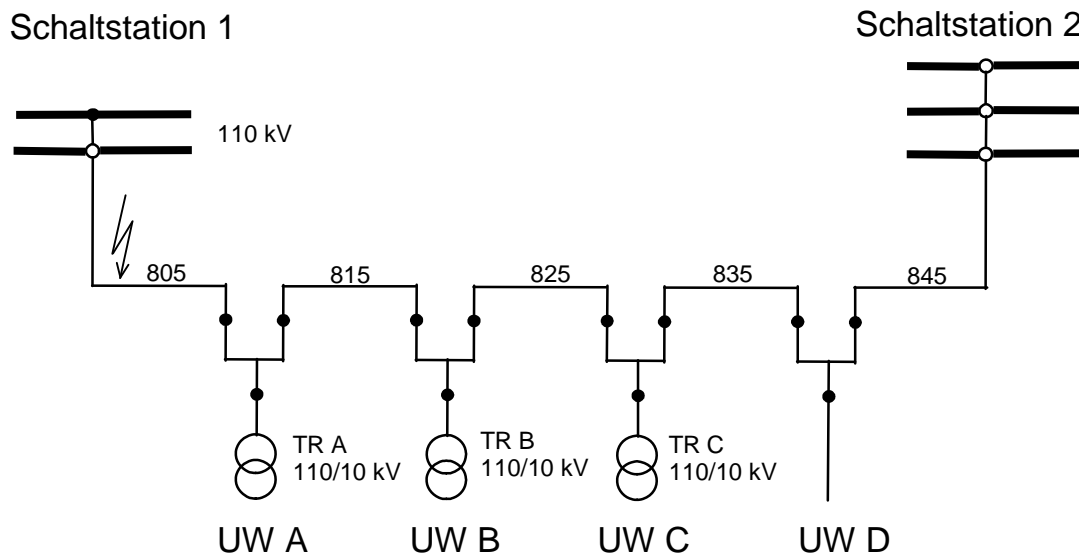 Schaltstation 1
Schaltstation 2
110 kV
805
815
825
835
845
TR A
110/10 kV
TR B
110/10 kV
TR C
110/10 kV
UW A
UW B
UW C
UW D